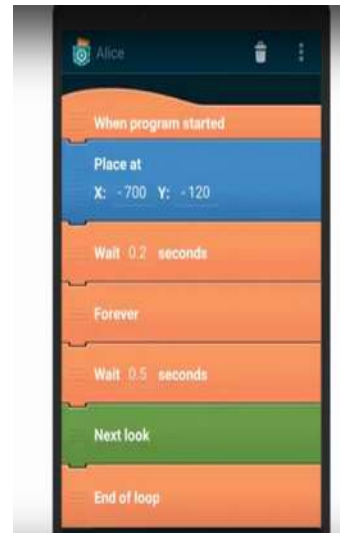 Alice
When program started
Place at
X: -700 Y: -120
Wait 0.2 seconds
Forever
Wait 0.5 seconds
Next look
End of loop